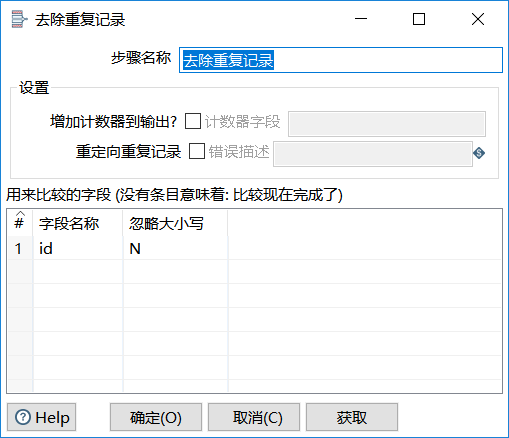 去除重复记录
步骤名称 去除重复记录
设置
增加计数器到输出? 计数器字段
重定向重复记录 错误描述
用来比较的字段 (没有条目意味着: 比较现在完成了)
# 字段名称 忽略大小写
1 id N
Help 确定(O) 取消(C) 获取